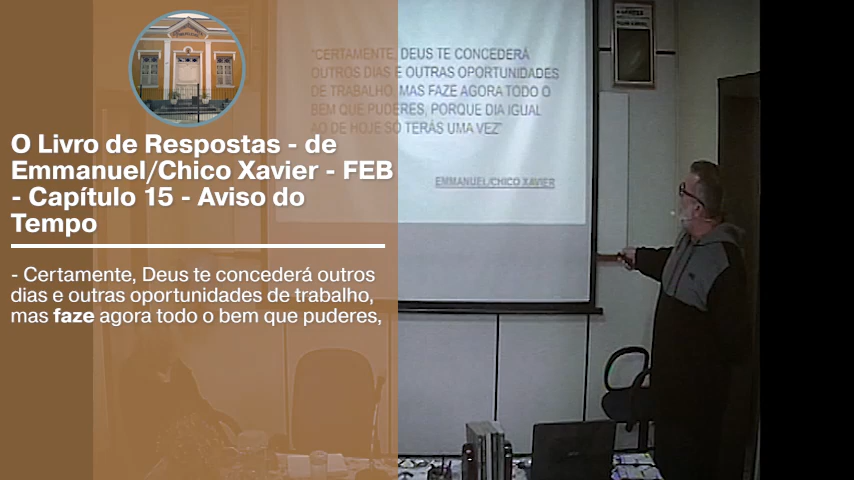 O Livro de Respostas - de
Emmanuel/Chico Xavier - FEB
- Capítulo 15 - Aviso do
Tempo
- Certamente, Deus te concederá outros
dias e outras oportunidades de trabalho,
mas faze agora todo o bem que puderes,
"CERTAMENTE, DEUS TE CONCEDERÁ
OUTROS DIAS E OUTRAS OPORTUNIDADES
DE TRABALHO, MAS FAZE AGORA TODO O
BEM QUE PUDERES, PORQUE DIA IGUAL
AO DE HOJE SÓ TERÁS UMA VEZ"
EMMANUEL/CHICO XAVIER